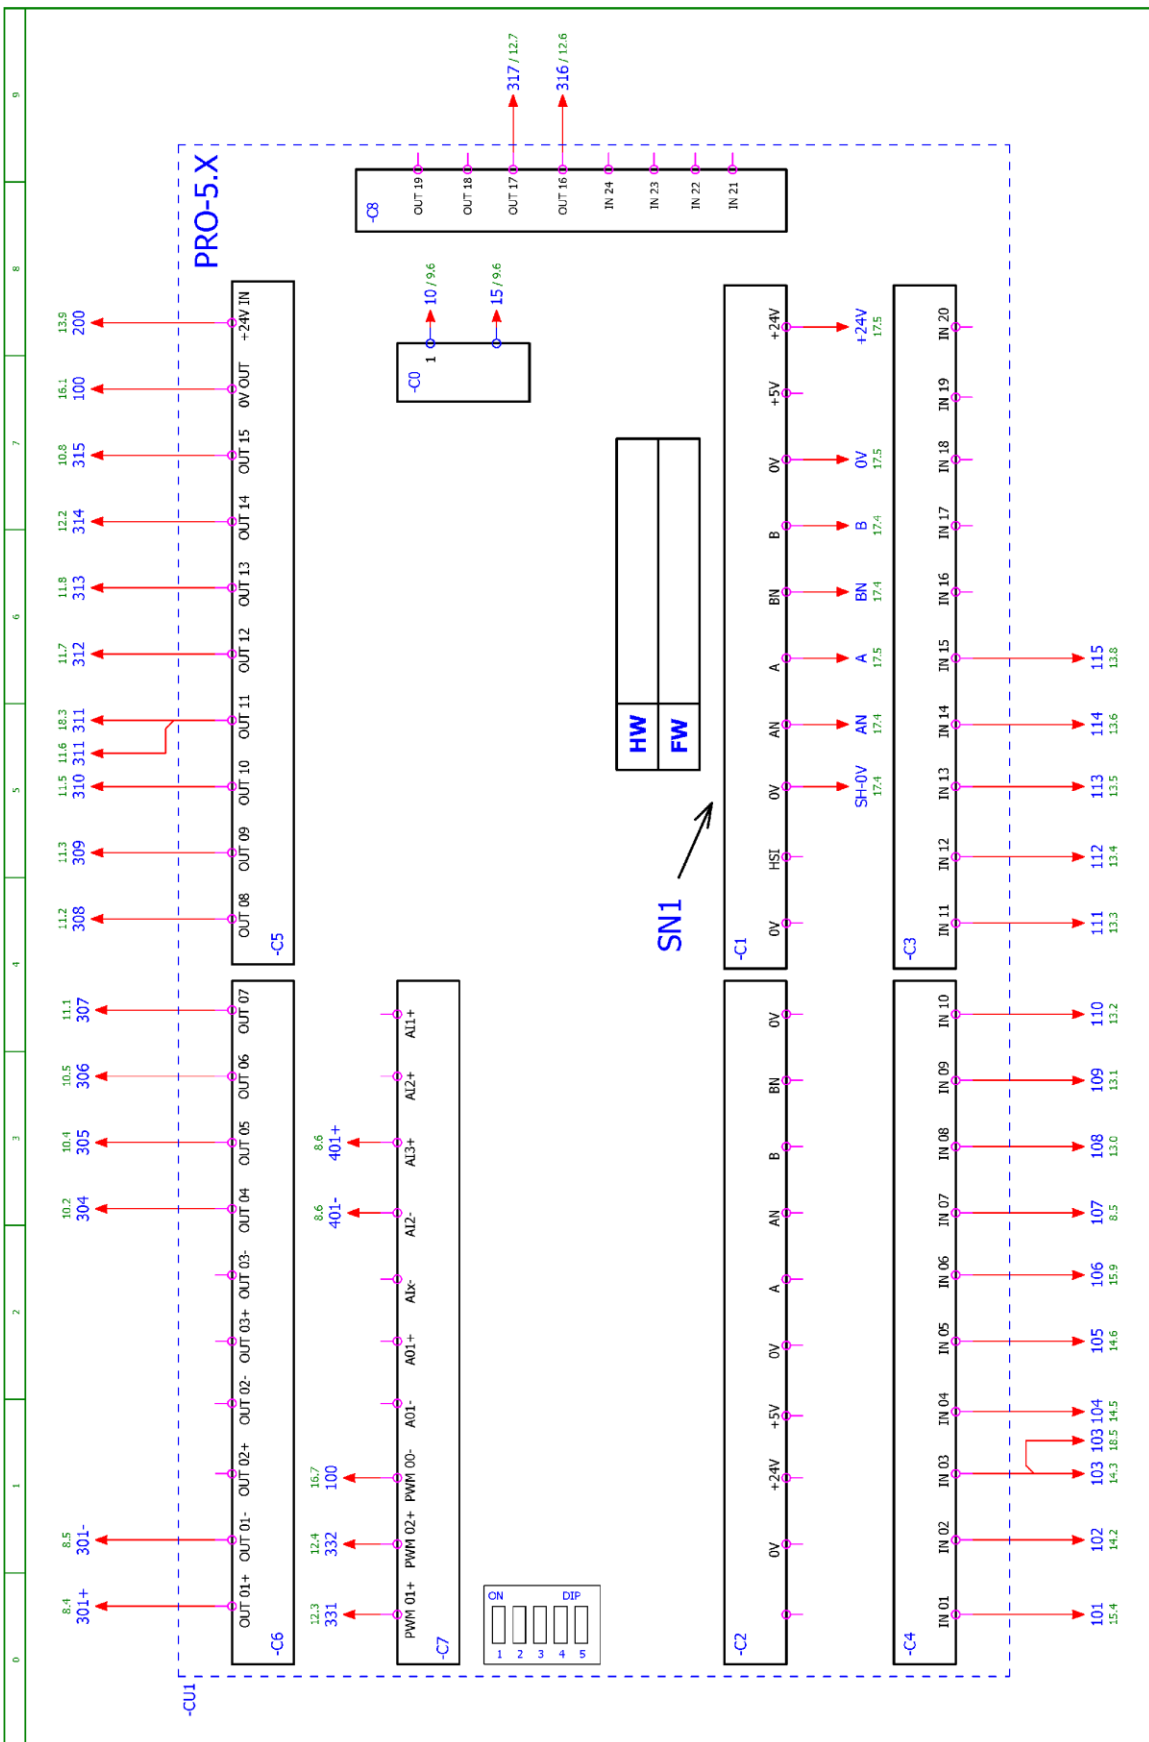 0
1
2
3
4
5
6
7
8
9
-CU1
PRO-5.X
8.4
301+
OUT 01+
8.5
301-
OUT 01-
OUT 02+
OUT 02-
OUT 03+
OUT 03-
10.2
304
OUT 04
10.4
305
OUT 05
10.5
306
OUT 06
11.1
307
OUT 07
-C6
11.2
308
OUT 08
11.3
309
OUT 09
11.5
310
OUT 10
11.6
311
18.3
311
OUT 11
11.7
312
OUT 12
11.8
313
OUT 13
12.2
314
OUT 14
10.8
315
OUT 15
16.1
100
0V OUT
13.9
200
+24V IN
-C5
12.3
331
PWM 01+
12.4
332
PWM 02+
16.7
100
PWM 00-
A01-
A01+
AIx-
8.6
401-
AI2-
8.6
401+
AI3+
AI2+
AI1+
-C7
-C0
1
10 / 9.6
15 / 9.6
-C8
OUT 19
OUT 18
OUT 17
317 / 12.7
OUT 16
316 / 12.6
IN 24
IN 23
IN 22
IN 21
ON
DIP
1
2
3
4
5
HW
FW
SN1
-C2
0V
+24V
+5V
0V
A
AN
B
BN
0V
-C1
0V
HSI
0V
SH-0V
17.4
AN
AN
17.4
A
A
17.5
BN
BN
17.4
B
B
17.4
0V
0V
17.5
+5V
+24V
+24V
17.5
-C4
IN 01
101
15.4
IN 02
102
14.2
IN 03
103
14.3
103
18.5
IN 04
104
14.5
IN 05
105
14.6
IN 06
106
15.9
IN 07
107
8.5
IN 08
108
13.0
IN 09
109
13.1
IN 10
110
13.2
-C3
IN 11
111
13.3
IN 12
112
13.4
IN 13
113
13.5
IN 14
114
13.6
IN 15
115
13.8
IN 16
IN 17
IN 18
IN 19
IN 20